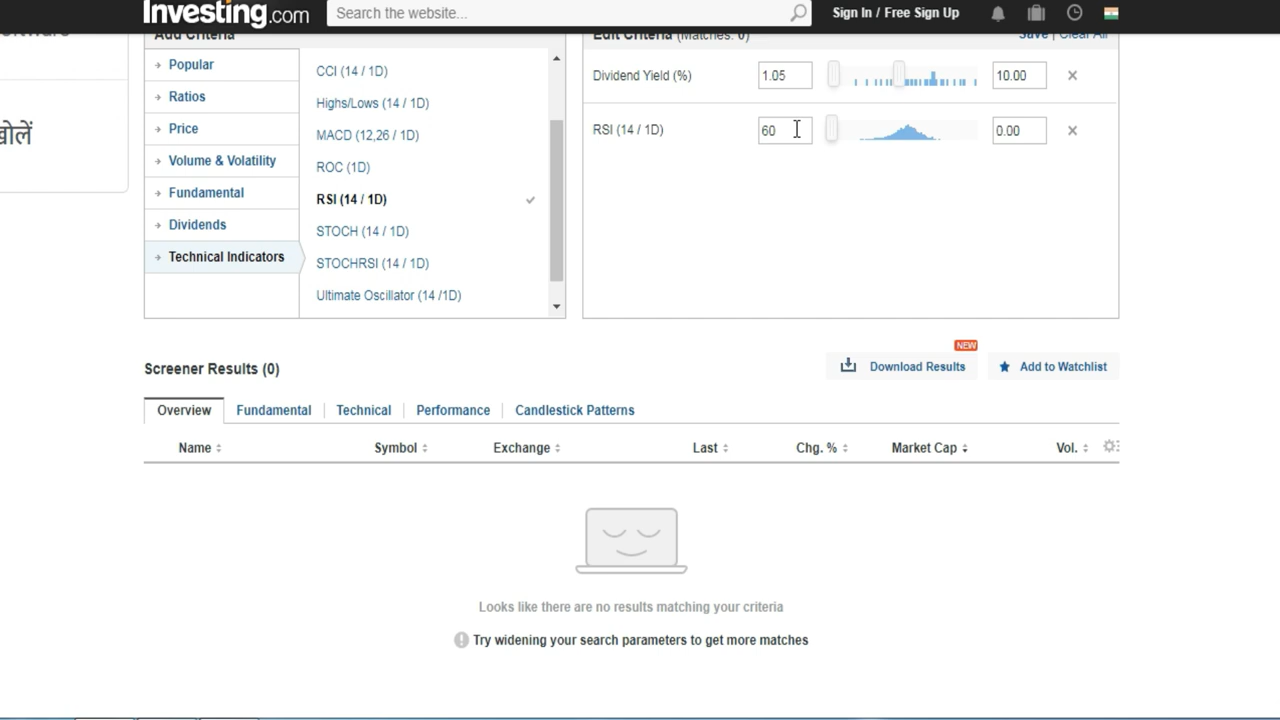 Investing.com
Search the website...
Sign In / Free Sign Up
Add Criteria
Edit Criteria (Matches: 0)
Save | Clear All
Popular
Ratios
Price
Volume & Volatility
Fundamental
Dividends
Technical Indicators
CCI (14 / 1D)
Highs/Lows (14 / 1D)
MACD (12,26 / 1D)
ROC (1D)
RSI (14 / 1D)
STOCH (14 / 1D)
STOCHRSI (14 / 1D)
Ultimate Oscillator (14 /1D)
Dividend Yield (%) 1.05 10.00
RSI (14 / 1D) 60 0.00
खोलें
Screener Results (0)
NEW
Download Results
Add to Watchlist
Overview Fundamental Technical Performance Candlestick Patterns
Name Symbol Exchange Last Chg. % Market Cap Vol.
Looks like there are no results matching your criteria
Try widening your search parameters to get more matches